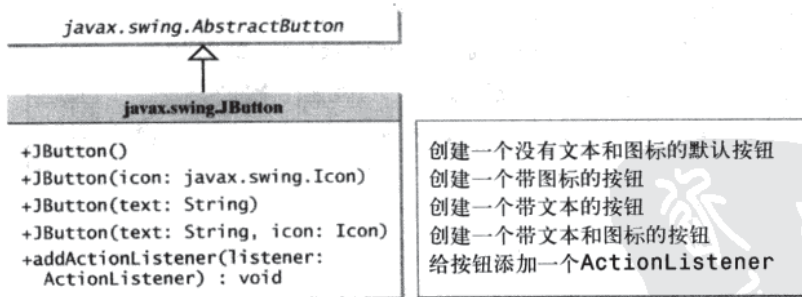 javax.swing.AbstractButton
javax.swing.JButton
+JButton()
+JButton(icon: javax.swing.Icon)
+JButton(text: String)
+JButton(text: String, icon: Icon)
+addActionListener(listener:
ActionListener) : void
创建一个没有文本和图标的默认按钮
创建一个带图标的按钮
创建一个带文本的按钮
创建一个带文本和图标的按钮
给按钮添加一个ActionListener